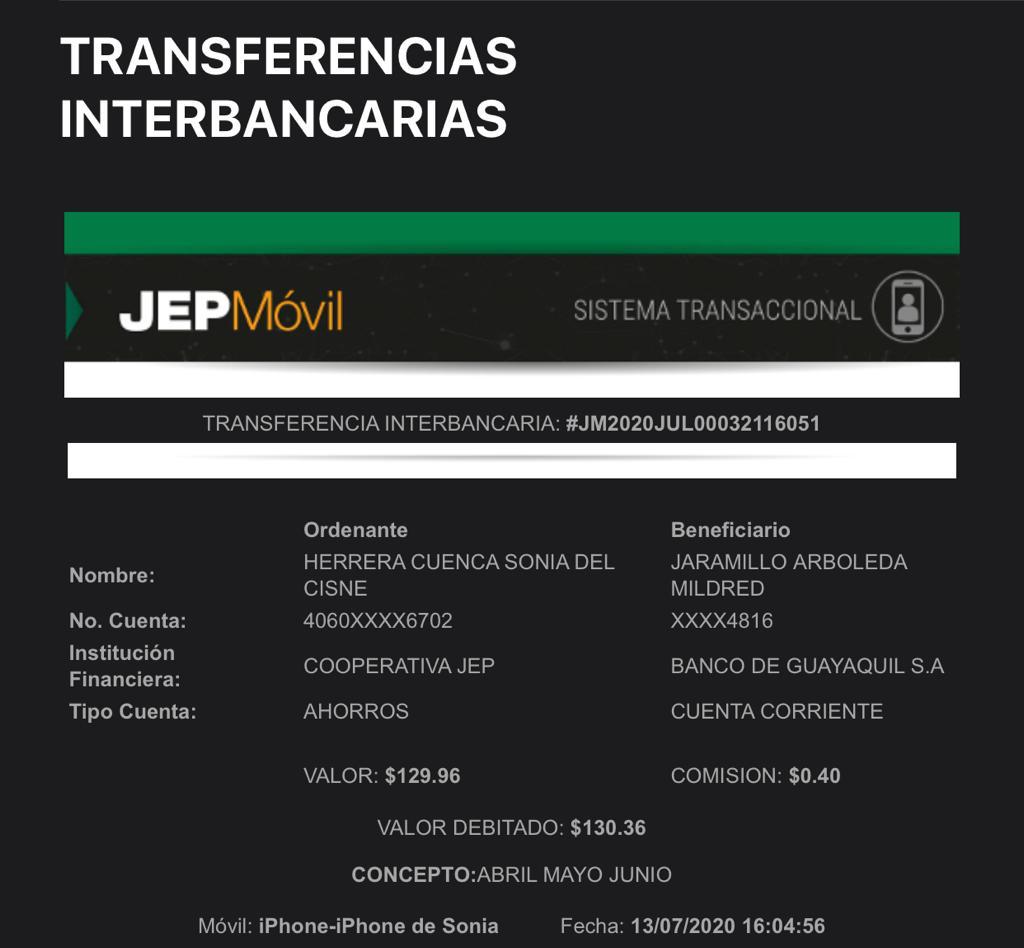 TRANSFERENCIAS
INTERBANCARIAS
JEPMóvil SISTEMA TRANSACCIONAL
TRANSFERENCIA INTERBANCARIA: #JM2020JUL00032116051
Ordenante Beneficiario
Nombre: HERRERA CUENCA SONIA DEL CISNE JARAMILLO ARBOLEDA MILDRED
No. Cuenta: 4060XXXX6702 XXXX4816
Institución Financiera: COOPERATIVA JEP BANCO DE GUAYAQUIL S.A
Tipo Cuenta: AHORROS CUENTA CORRIENTE
VALOR: $129.96 COMISION: $0.40
VALOR DEBITADO: $130.36
CONCEPTO:ABRIL MAYO JUNIO
Móvil: iPhone-iPhone de Sonia Fecha: 13/07/2020 16:04:56